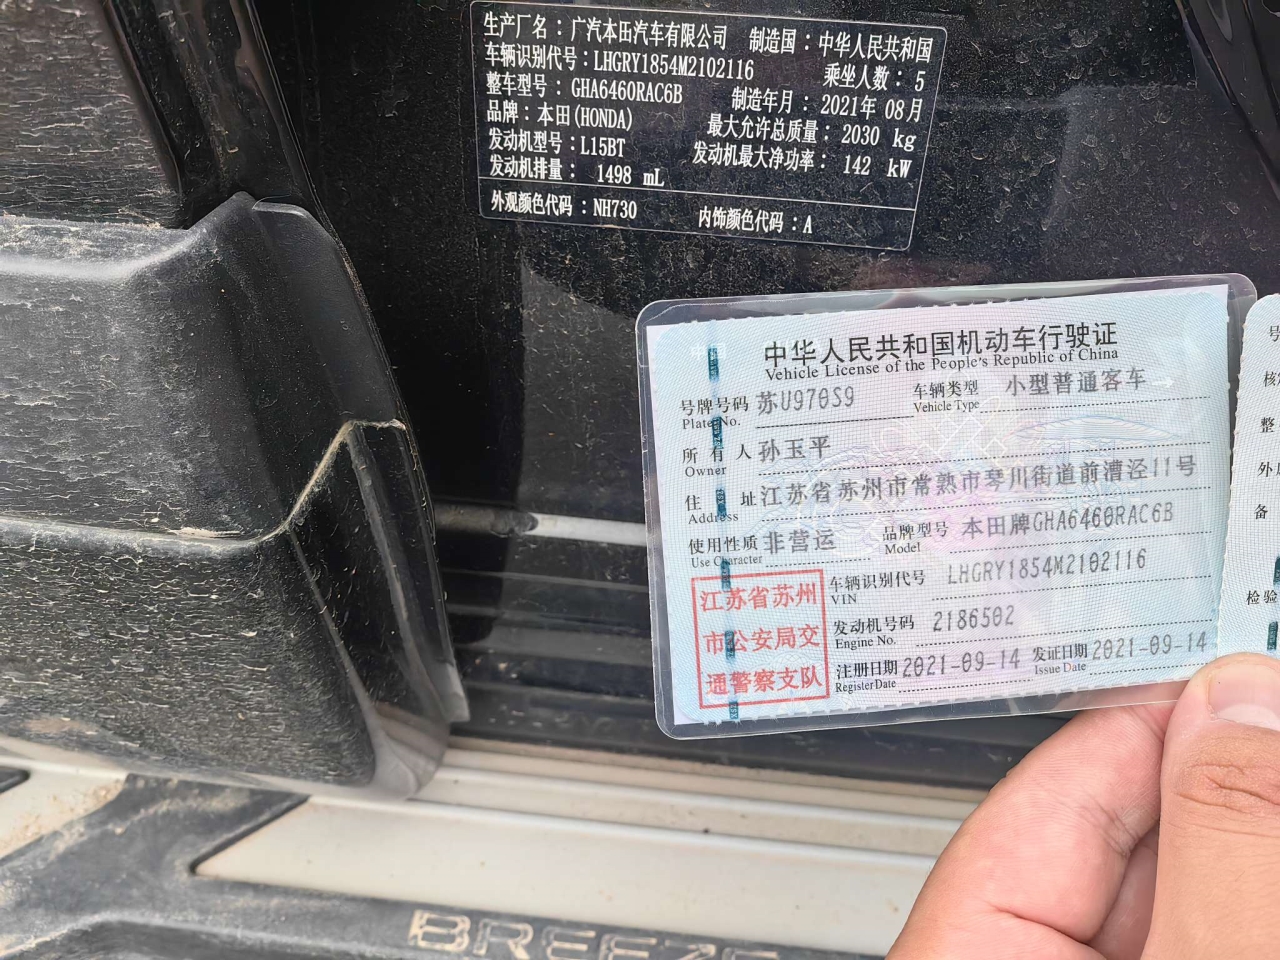 生产厂名：广汽本田汽车有限公司 制造国：中华人民共和国
车辆识别代号：LHGRY1854M2102116 乘坐人数：5
整车型号：GHA6460RAC6B 制造年月：2021年08月
品牌：本田(HONDA) 最大允许总质量：2030 kg
发动机型号：L15BT 发动机最大净功率：142 kW
发动机排量：1498 mL
外观颜色代码：NH730 内饰颜色代码：A
中华人民共和国机动车行驶证
Vehicle License of the People's Republic of China
号牌号码 苏U970S9 车辆类型 小型普通客车
Plate No. Vehicle Type
所有人 孙玉平
Owner
住址 江苏省苏州市常熟市琴川街道前漕泾11号
Address
使用性质 非营运 品牌型号 本田牌GHA6460RAC6B
Use Character Model
江苏省苏州
市公安局交
通警察支队
车辆识别代号 LHGRY1854M2102116
VIN
发动机号码 2186502
Engine No.
注册日期 2021-09-14 发证日期 2021-09-14
Register Date Issue Date
号
核
整
外
备
检验
BREEZE